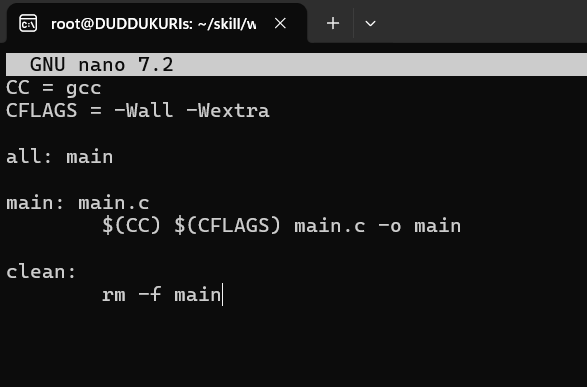 root@DUDDUKURIs: ~/skill/w
GNU nano 7.2
CC = gcc
CFLAGS = -Wall -Wextra
all: main
main: main.c
$(CC) $(CFLAGS) main.c -o main
clean:
rm -f main